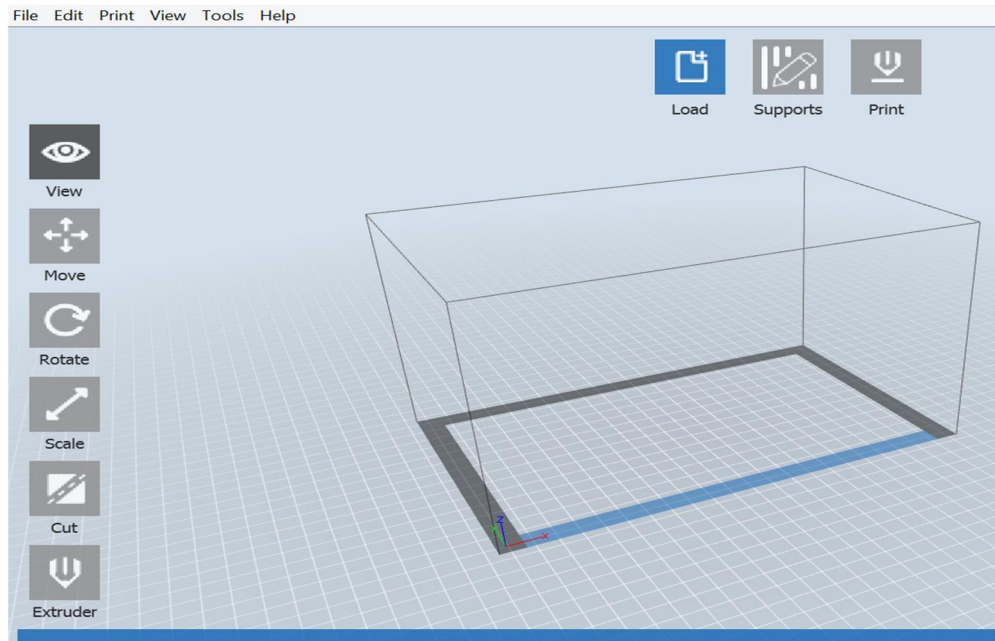 File Edit Print View Tools Help
Load Supports Print
View
Move
Rotate
Scale
Cut
Extruder
Z
X